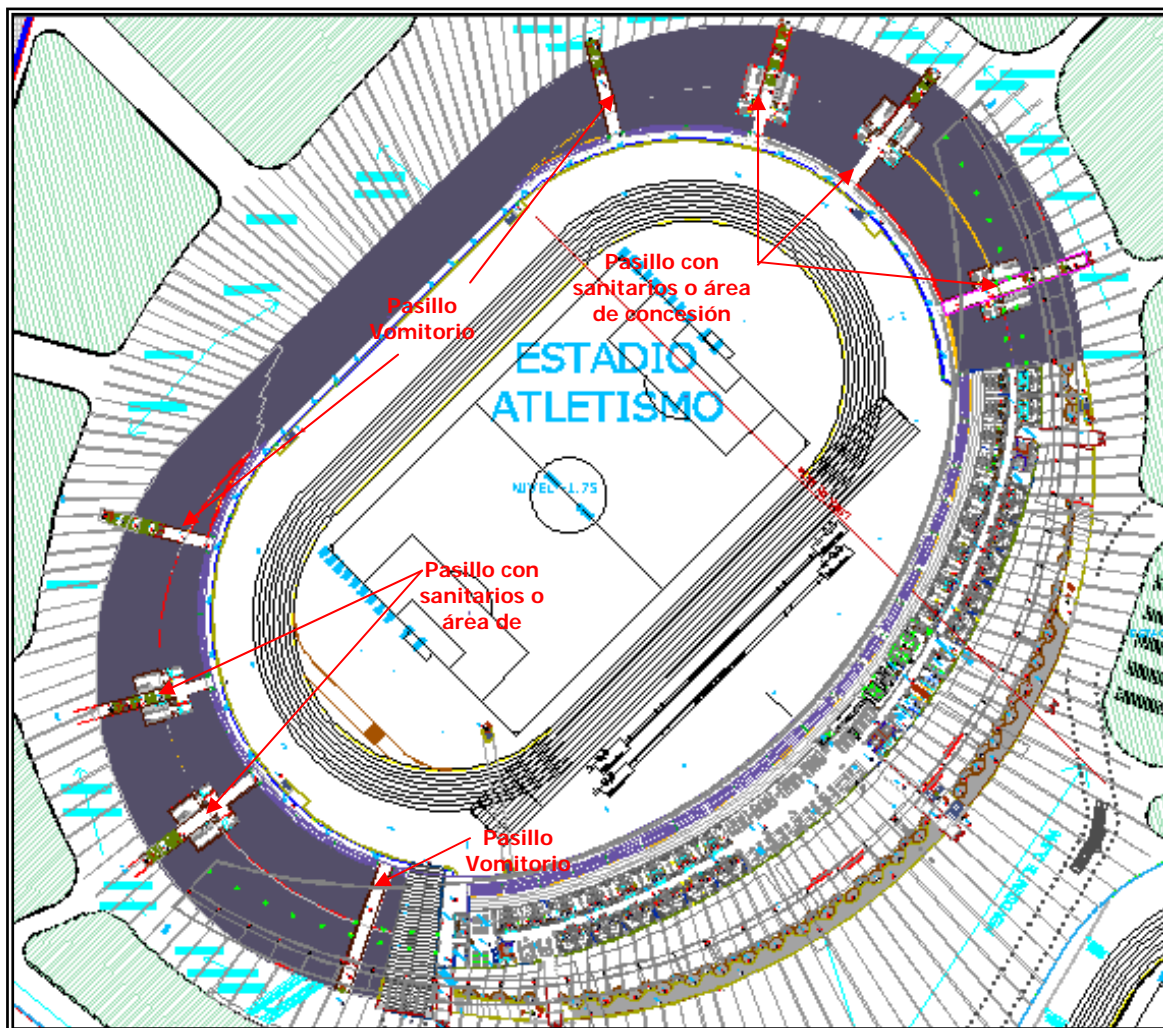 Pasillo con
sanitarios o área
de concesión
Pasillo
Vomitorio
ESTADIO
ATLETISMO
NIVEL-1.75
Pasillo con
sanitarios o
área de
Pasillo
Vomitorio